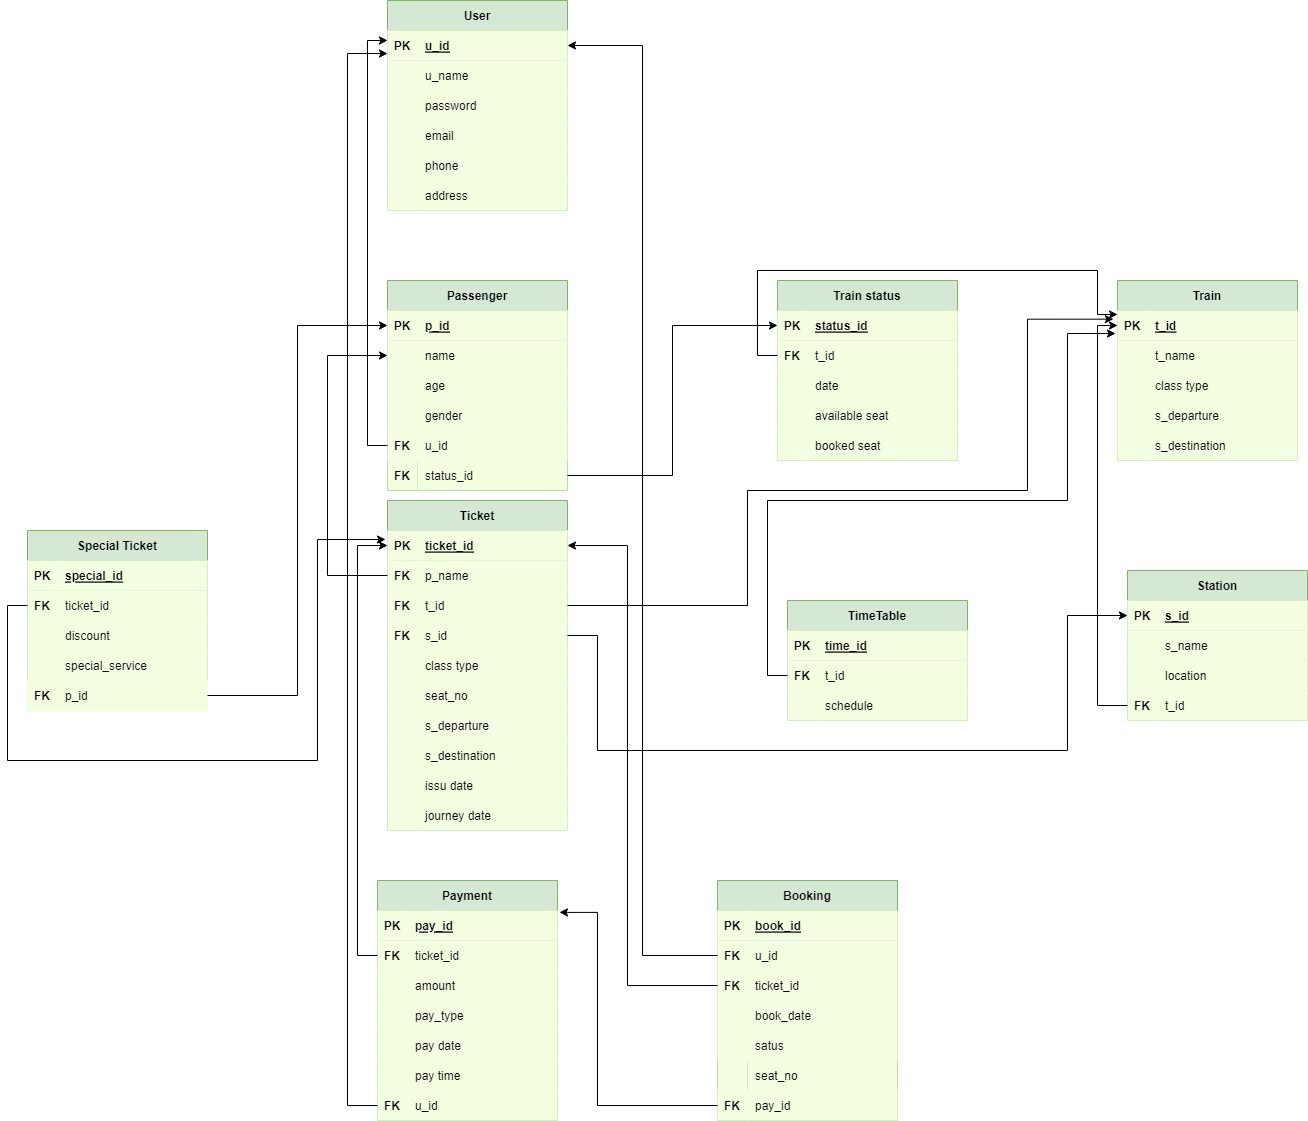 User
PK u_id
u_name
password
email
phone
address
Passenger
PK p_id
name
age
gender
FK u_id
FK status_id
Train status
PK status_id
FK t_id
date
available seat
booked seat
Train
PK t_id
t_name
class type
s_departure
s_destination
Special Ticket
PK special_id
FK ticket_id
discount
special_service
FK p_id
Ticket
PK ticket_id
FK p_name
FK t_id
FK s_id
class type
seat_no
s_departure
s_destination
issu date
journey date
TimeTable
PK time_id
FK t_id
schedule
Station
PK s_id
s_name
location
FK t_id
Payment
PK pay_id
FK ticket_id
amount
pay_type
pay date
pay time
FK u_id
Booking
PK book_id
FK u_id
FK ticket_id
book_date
satus
seat_no
FK pay_id